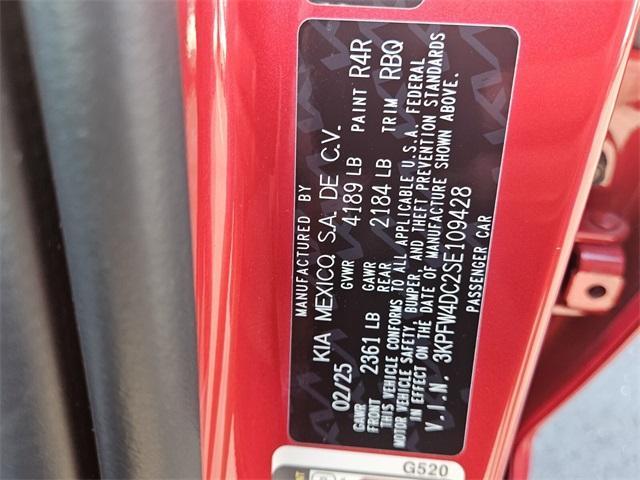 MANUFACTURED BY
02/25 KIA MEXICO, S.A. DE C.V.
GVWR 4189 LB PAINT R4R
GAWR FRONT 2361 LB GAWR REAR 2184 LB TRIM RBQ
THIS VEHICLE CONFORMS TO ALL APPLICABLE U.S.A. FEDERAL
MOTOR VEHICLE SAFETY, BUMPER, AND THEFT PREVENTION STANDARDS
IN EFFECT ON THE DATE OF MANUFACTURE SHOWN ABOVE.
V.I.N. 3KPFW4DC2SE109428
PASSENGER CAR
G520